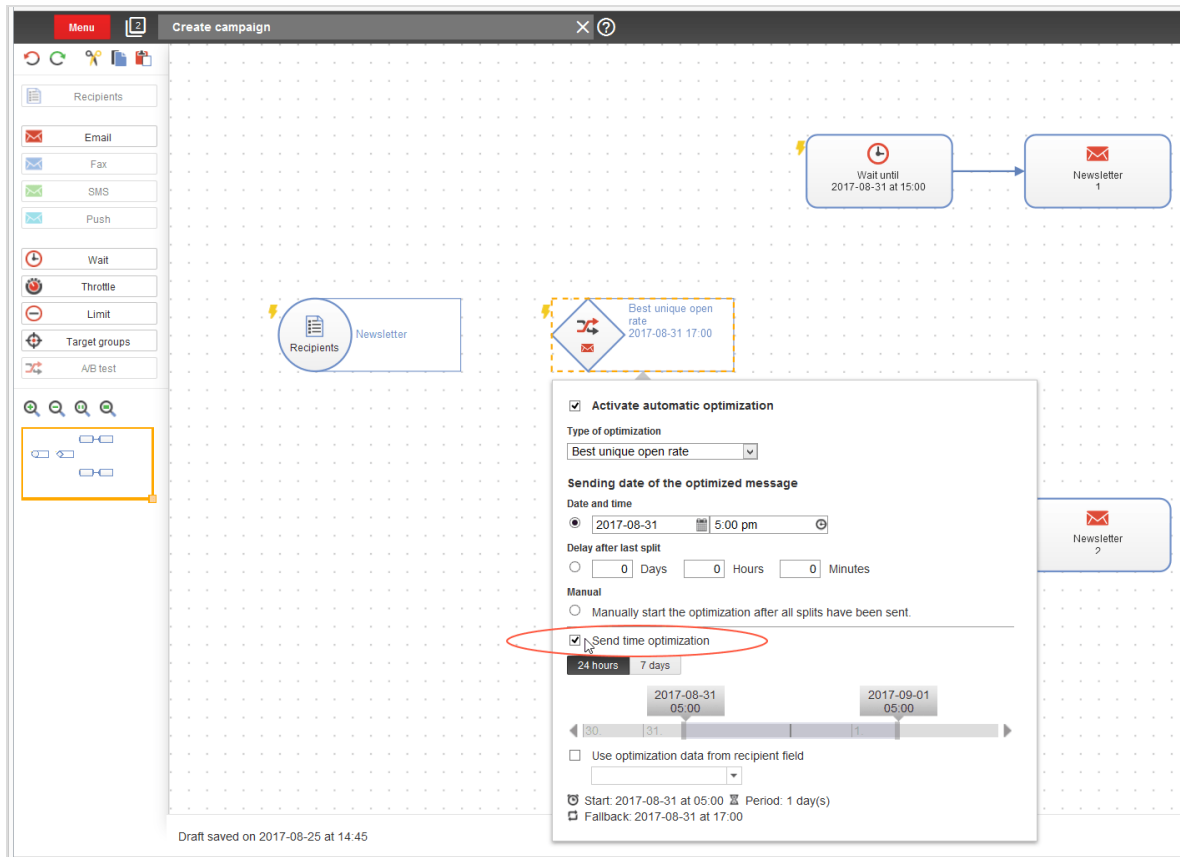 Menu
2
Create campaign
Recipients
Email
Fax
SMS
Push
Wait
Throttle
Limit
Target groups
A/B test
Wait until
2017-08-31 at 15:00
Newsletter
1
Recipients
Newsletter
Best unique open
rate
2017-08-31 17:00
Newsletter
2
Activate automatic optimization
Type of optimization
Best unique open rate
Sending date of the optimized message
Date and time
2017-08-31 5:00 pm
Delay after last split
0 Days 0 Hours 0 Minutes
Manual
Manually start the optimization after all splits have been sent.
Send time optimization
24 hours 7 days
2017-08-31
05:00
2017-09-01
05:00
30. 31. 1.
Use optimization data from recipient field
Start: 2017-08-31 at 05:00 Period: 1 day(s)
Fallback: 2017-08-31 at 17:00
Draft saved on 2017-08-25 at 14:45